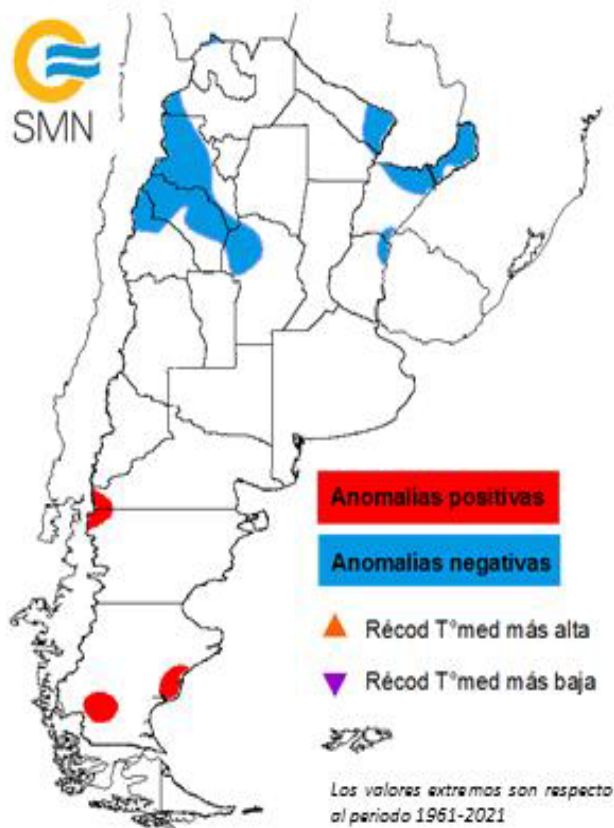 SMN
Anomalías positivas
Anomalías negativas
Récod T°med más alta
Récod T°med más baja
Los valores extremos son respecto
al periodo 1961-2021